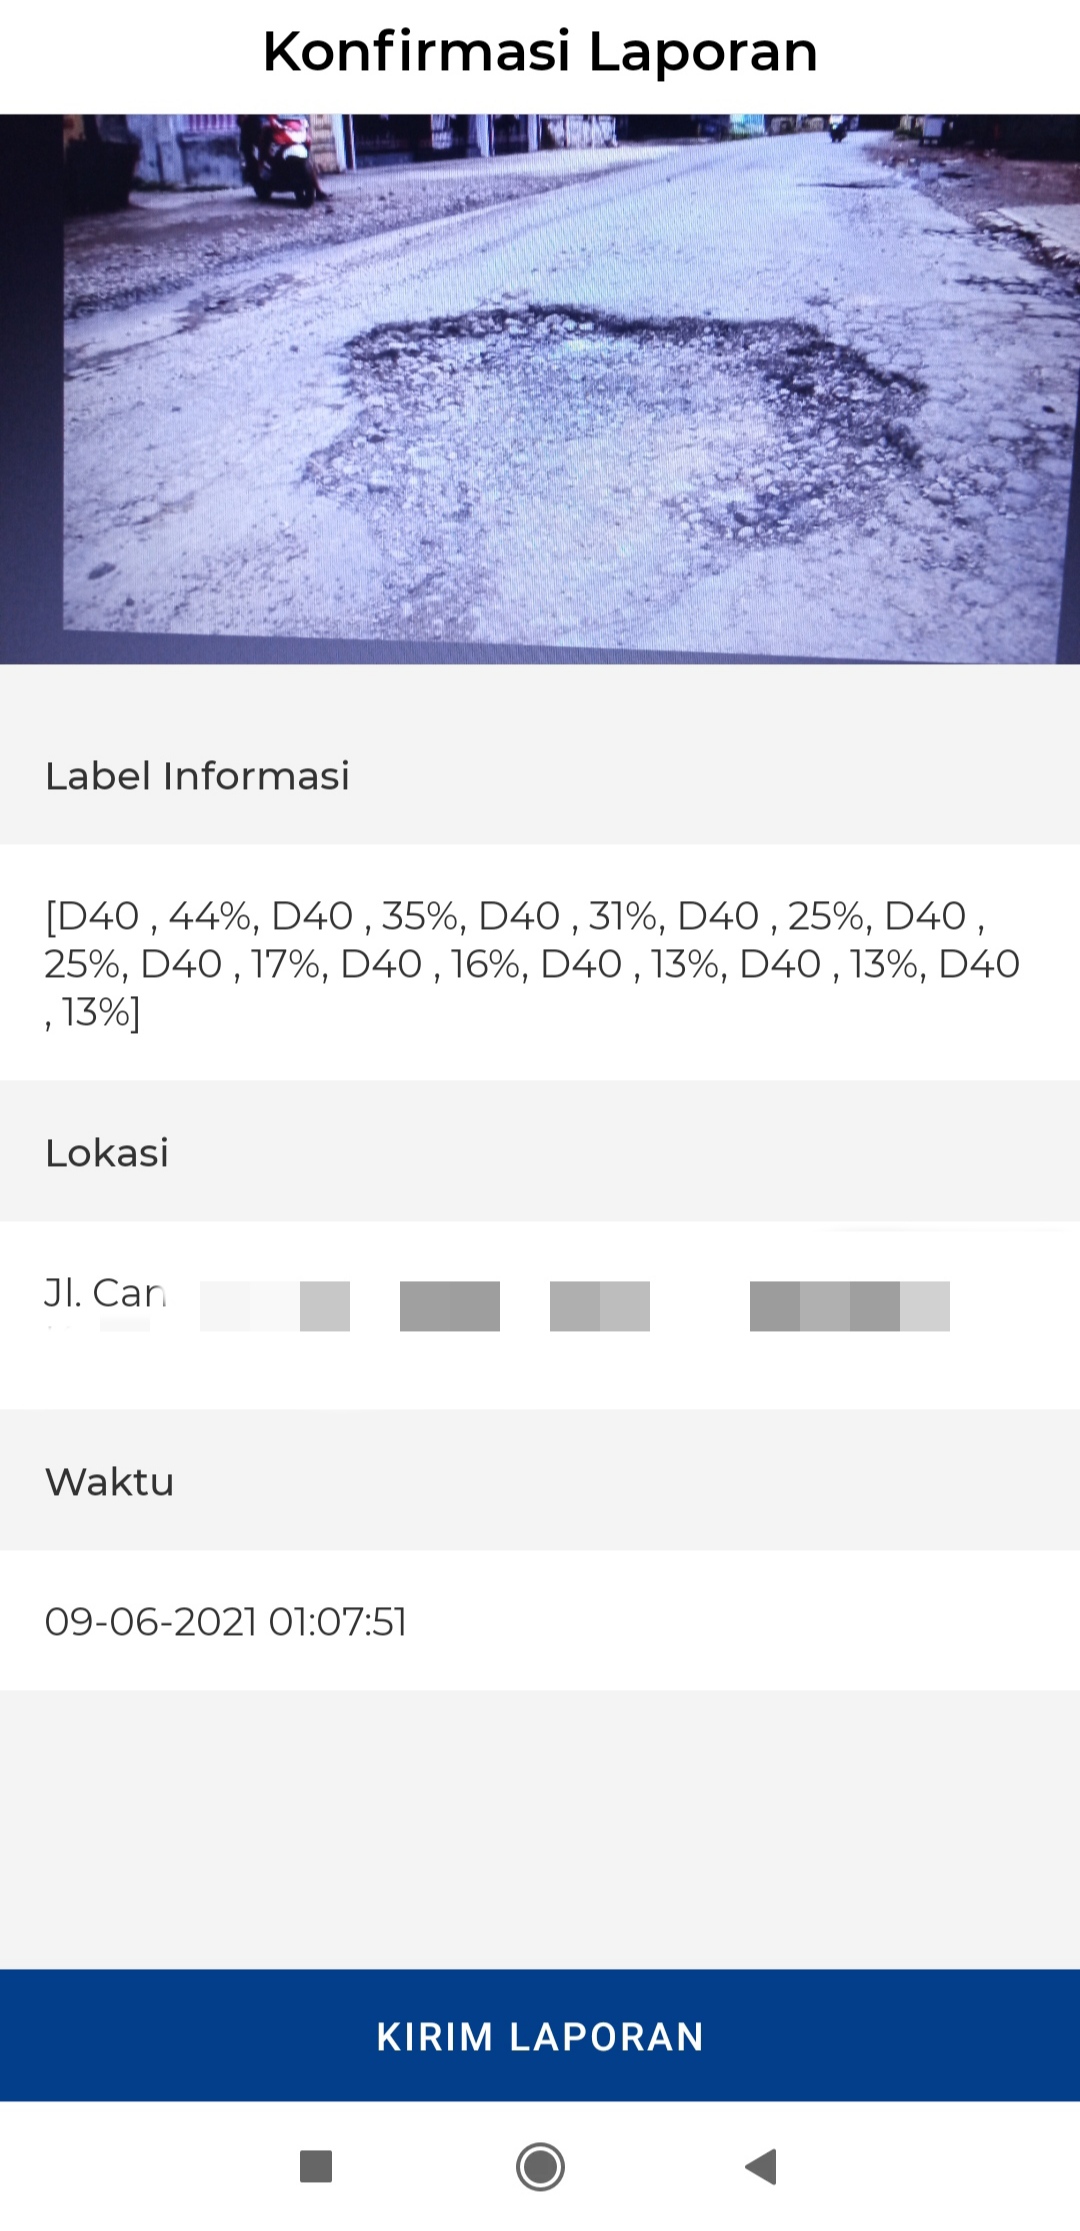 Konfirmasi Laporan
Label Informasi
[D40 , 44%, D40 , 35%, D40 , 31%, D40 , 25%, D40 ,
25%, D40 , 17%, D40 , 16%, D40 , 13%, D40 , 13%, D40
, 13%]
Lokasi
Jl. Can
Waktu
09-06-2021 01:07:51
KIRIM LAPORAN